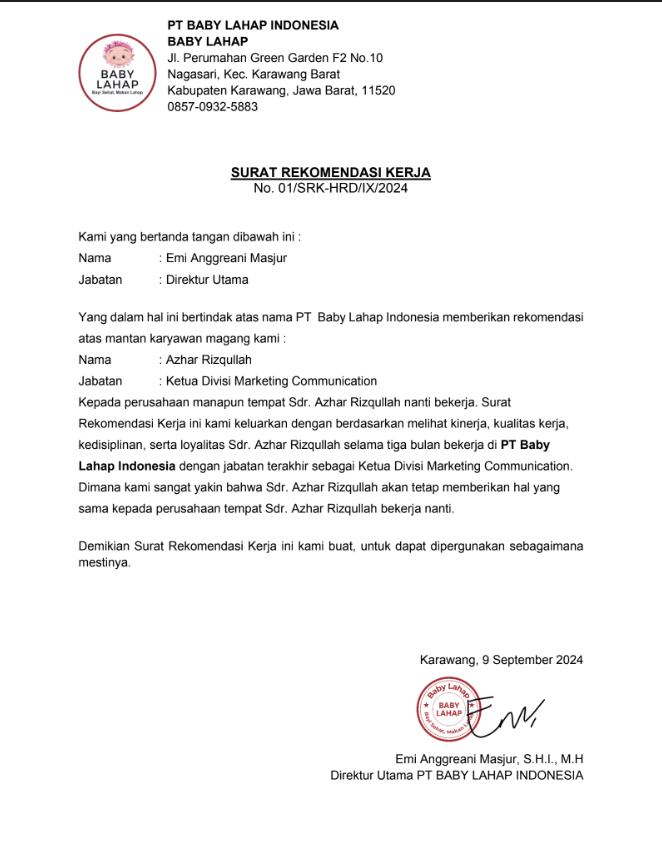 PT BABY LAHAP INDONESIA
BABY LAHAP
Jl. Perumahan Green Garden F2 No.10
Nagasari, Kec. Karawang Barat
Kabupaten Karawang, Jawa Barat, 11520
0857-0932-5883
BABY
LAHAP
Bayi Sehat, Makan Lahap
SURAT REKOMENDASI KERJA
No. 01/SRK-HRD/IX/2024
Kami yang bertanda tangan dibawah ini :
Nama : Emi Anggreani Masjur
Jabatan : Direktur Utama
Yang dalam hal ini bertindak atas nama PT Baby Lahap Indonesia memberikan rekomendasi
atas mantan karyawan magang kami :
Nama : Azhar Rizqullah
Jabatan : Ketua Divisi Marketing Communication
Kepada perusahaan manapun tempat Sdr. Azhar Rizqullah nanti bekerja. Surat
Rekomendasi Kerja ini kami keluarkan dengan berdasarkan melihat kinerja, kualitas kerja,
kedisiplinan, serta loyalitas Sdr. Azhar Rizqullah selama tiga bulan bekerja di PT Baby
Lahap Indonesia dengan jabatan terakhir sebagai Ketua Divisi Marketing Communication.
Dimana kami sangat yakin bahwa Sdr. Azhar Rizqullah akan tetap memberikan hal yang
sama kepada perusahaan tempat Sdr. Azhar Rizqullah bekerja nanti.
Demikian Surat Rekomendasi Kerja ini kami buat, untuk dapat dipergunakan sebagaimana
mestinya.
Karawang, 9 September 2024
Baby Lahap
BABY
LAHAP
Bayi Sehat, Makan Lahap
Emi Anggreani Masjur, S.H.I., M.H
Direktur Utama PT BABY LAHAP INDONESIA